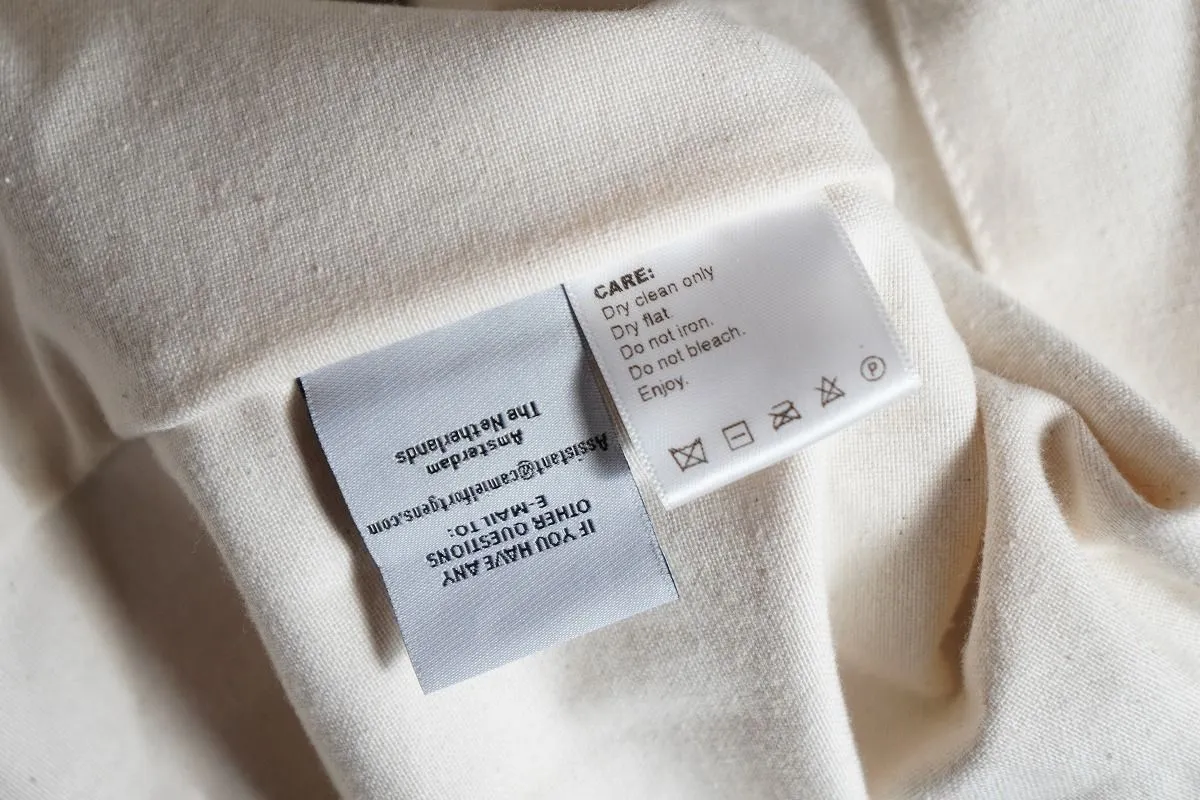 CARE:
Dry clean only
Dry flat.
Do not iron.
Do not bleach.
Enjoy.
P
IF YOU HAVE ANY
OTHER QUESTIONS
E-MAIL TO:
Assistant@camielfortgens.com
Amsterdam
The Netherlands